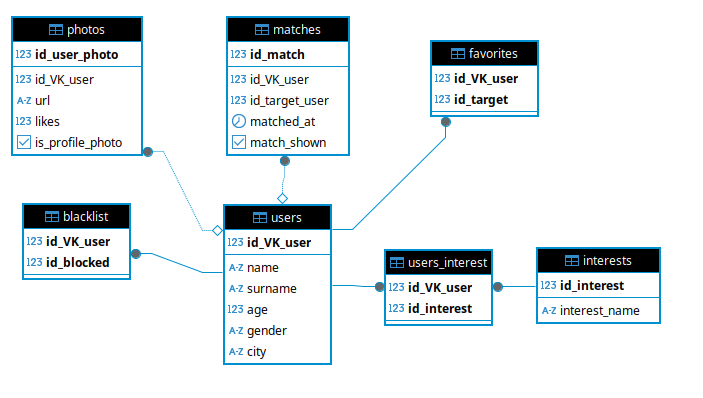 photos
123 id_user_photo
123 id_VK_user
A-Z url
123 likes
is_profile_photo
matches
123 id_match
123 id_VK_user
123 id_target_user
matched_at
match_shown
favorites
123 id_VK_user
123 id_target
blacklist
123 id_VK_user
123 id_blocked
users
123 id_VK_user
A-Z name
A-Z surname
123 age
A-Z gender
A-Z city
users_interest
123 id_VK_user
123 id_interest
interests
123 id_interest
A-Z interest_name